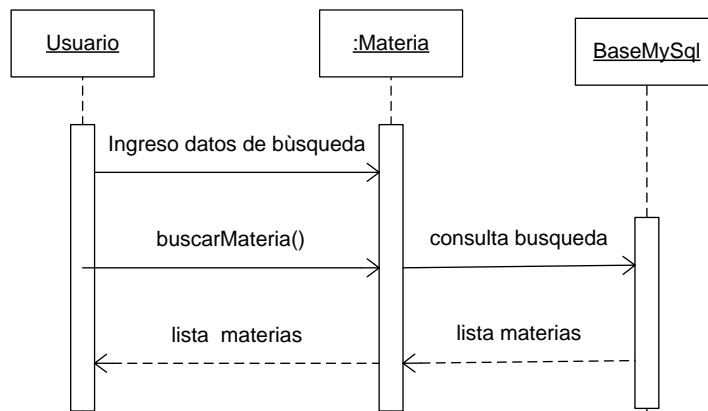 Usuario
:Materia
BaseMySql
Ingreso datos de bùsqueda
buscarMateria()
consulta busqueda
lista materias
lista materias